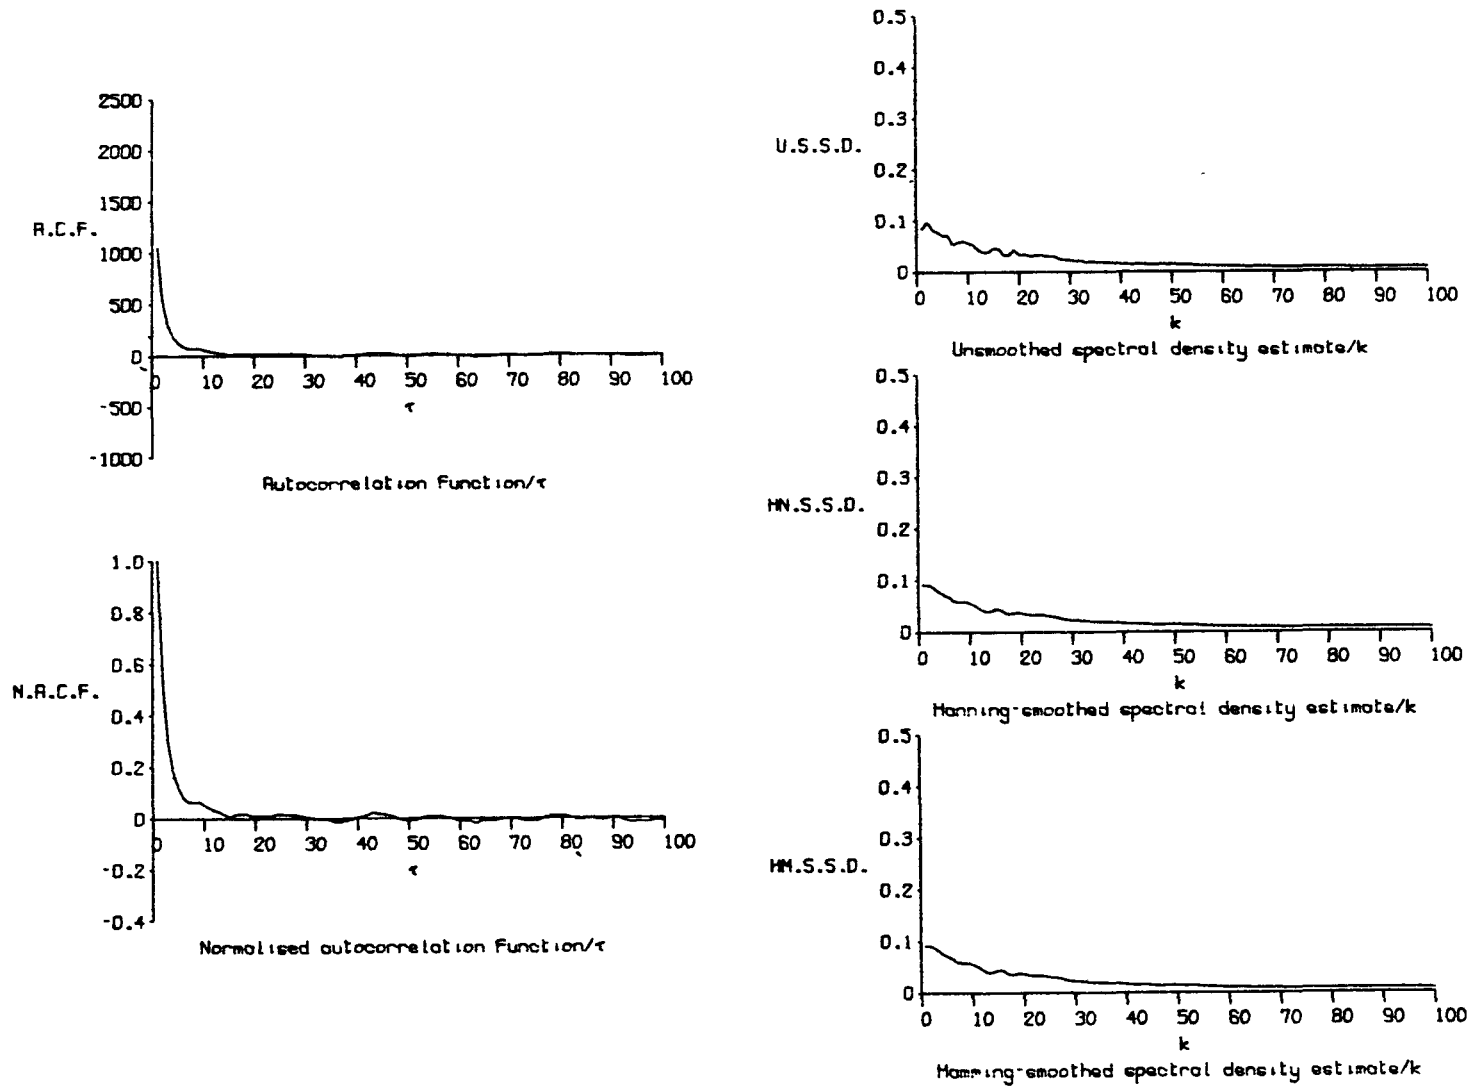 2500
2000
1500
A.C.F.
1000
500
0
0 10 20 30 40 50 60 70 80 90 100
τ
-500
-1000
Autocorrelation Function/τ
1.0
0.8
0.6
N.A.C.F.
0.4
0.2
0
0 10 20 30 40 50 60 70 80 90 100
τ
-0.2
-0.4
Normalised autocorrelation Function/τ
0.5
0.4
0.3
U.S.S.D.
0.2
0.1
0
0 10 20 30 40 50 60 70 80 90 100
k
Unsmoothed spectral density estimate/k
0.5
0.4
0.3
HN.S.S.D.
0.2
0.1
0
0 10 20 30 40 50 60 70 80 90 100
k
Hanning-smoothed spectral density estimate/k
0.5
0.4
0.3
HM.S.S.D.
0.2
0.1
0
0 10 20 30 40 50 60 70 80 90 100
k
Hamming-smoothed spectral density estimate/k